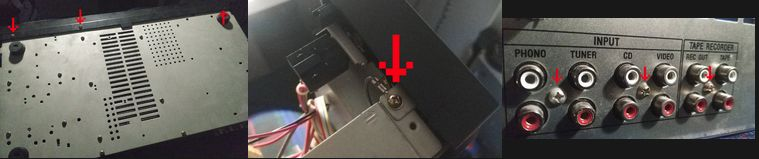 INPUT
TAPE RECORDER
PHONO TUNER CD VIDEO REC OUT TAPE